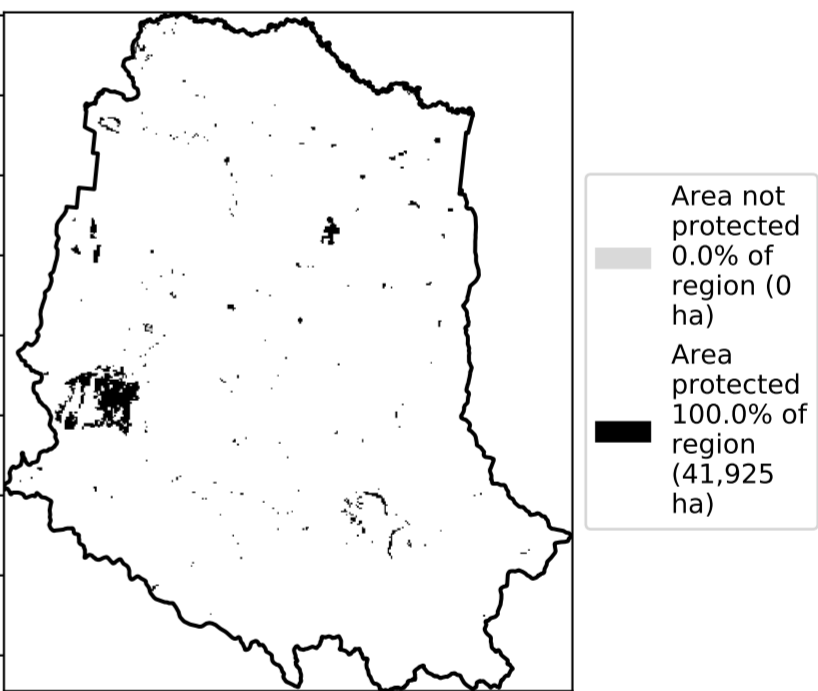 Area not
protected
0.0% of
region (0
ha)
Area
protected
100.0% of
region
(41,925
ha)